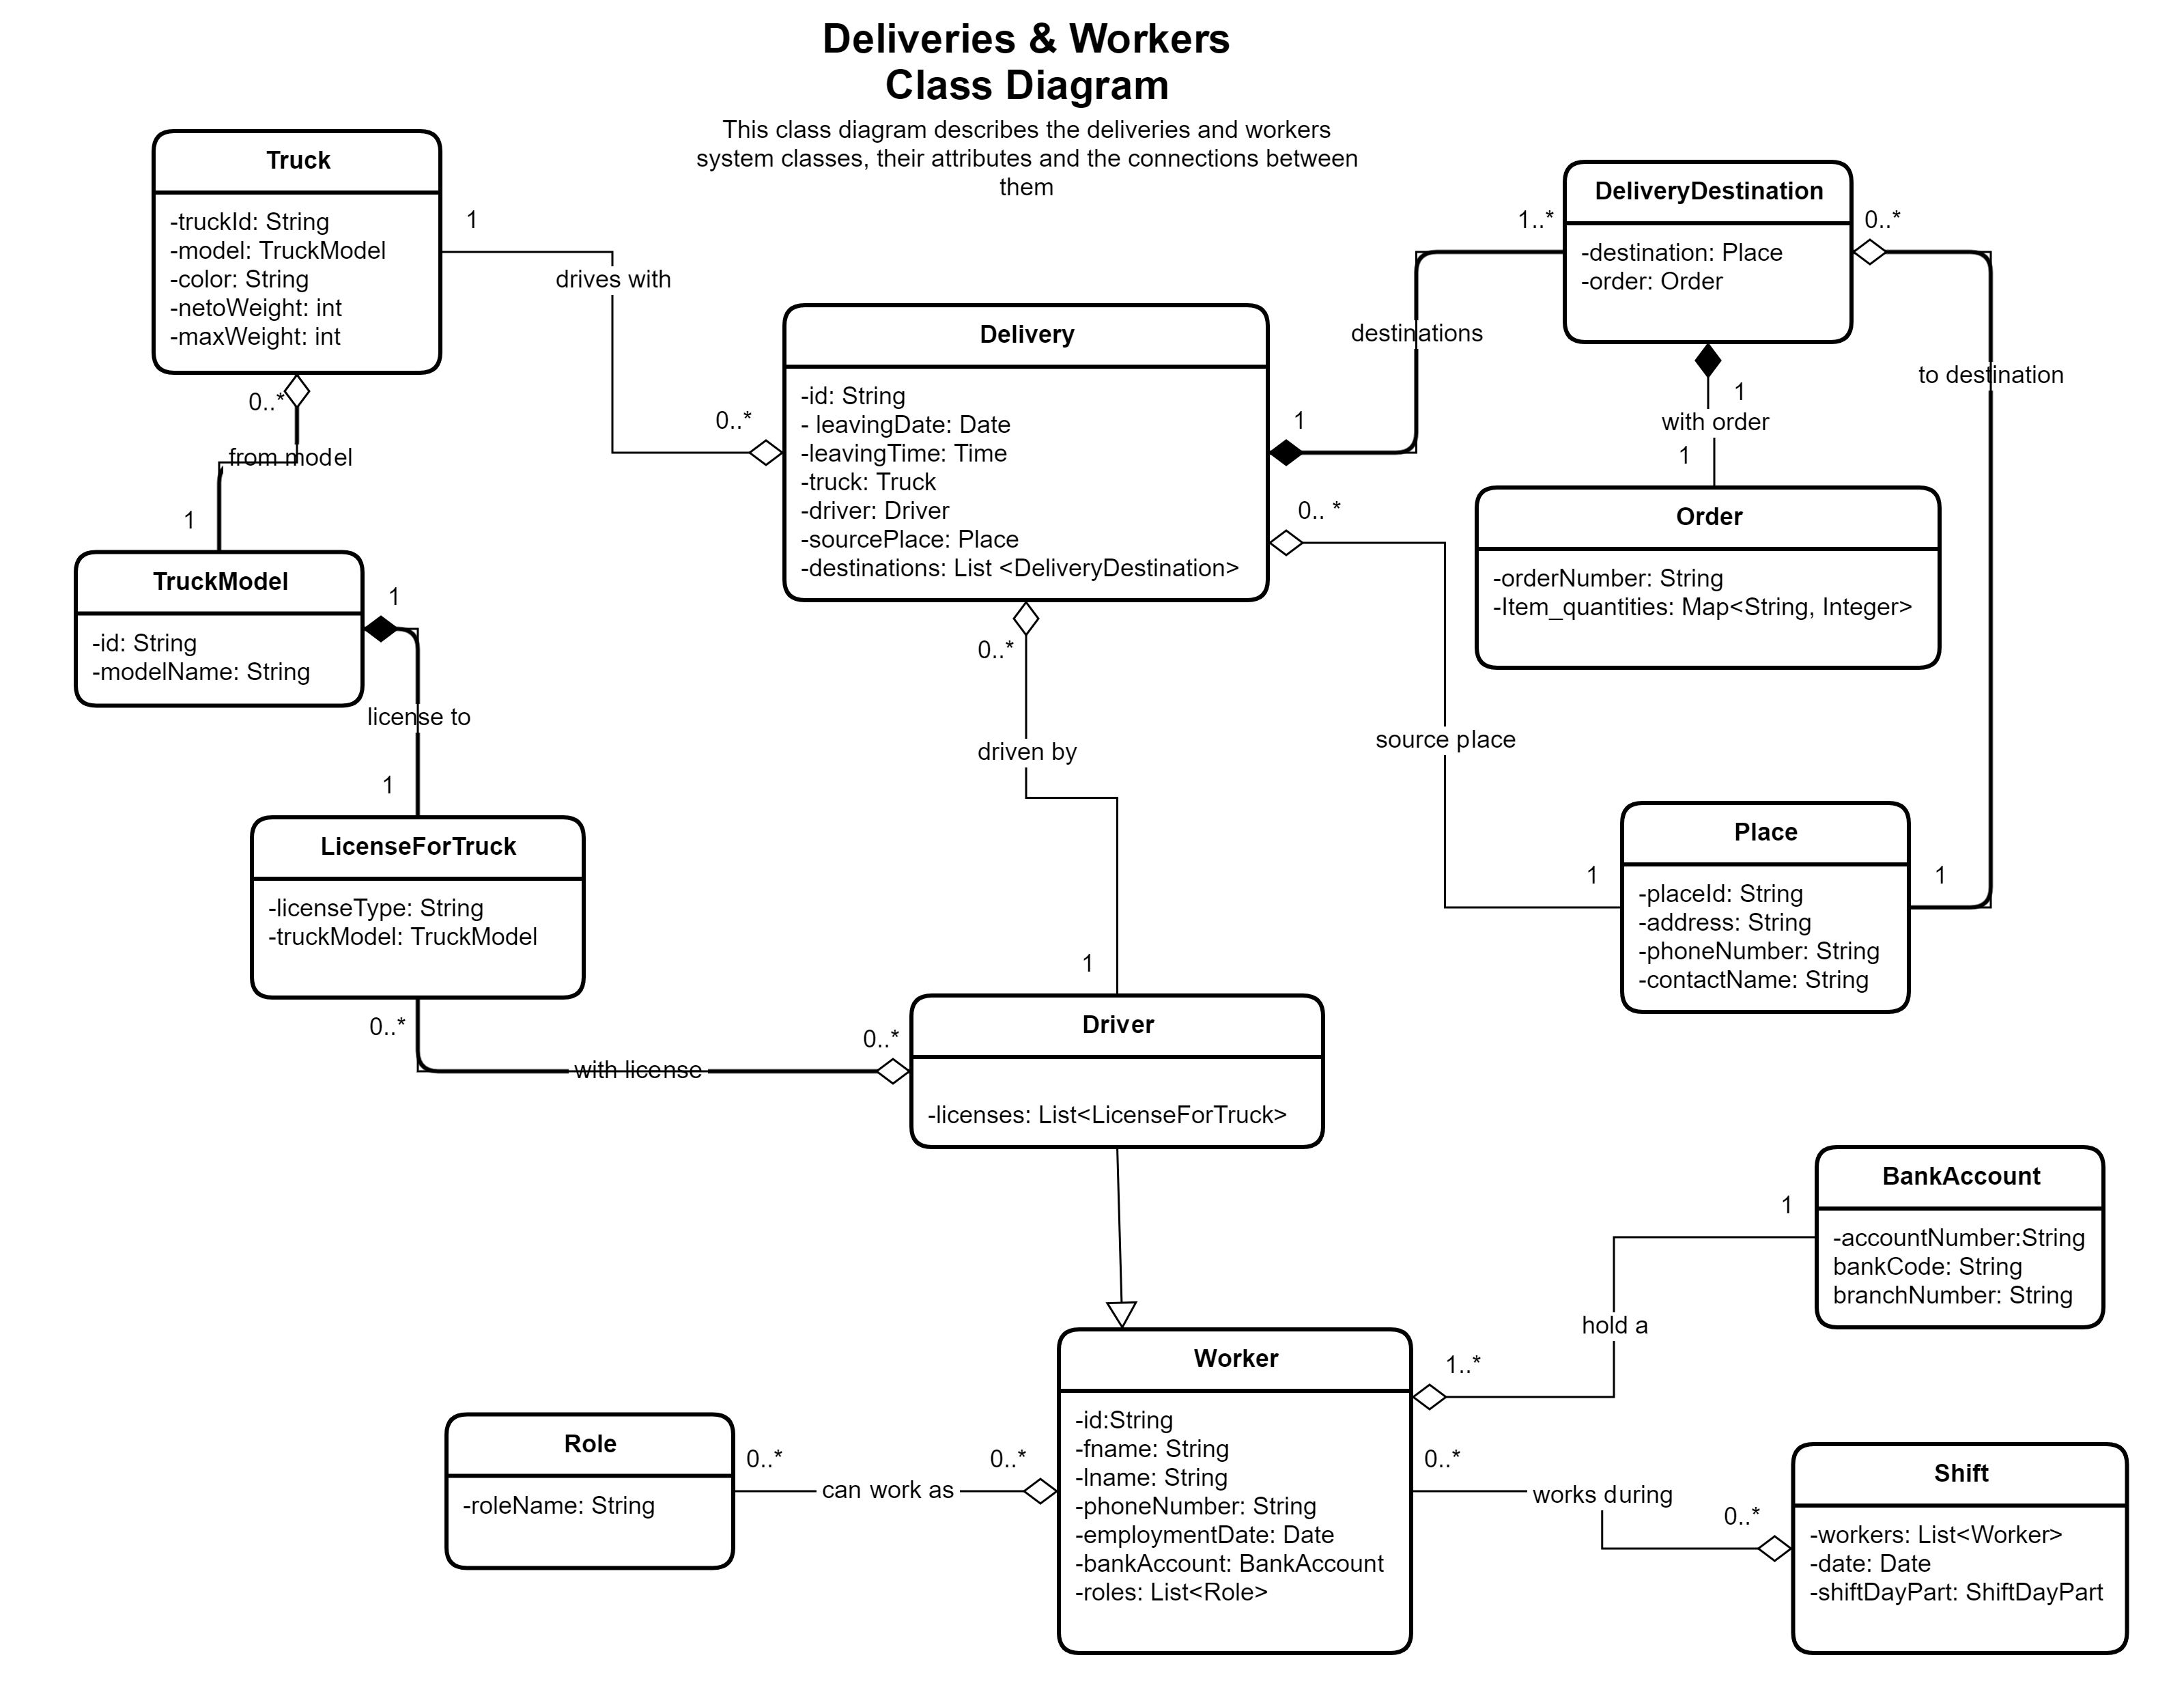 Deliveries & Workers
Class Diagram
This class diagram describes the deliveries and workers
system classes, their attributes and the connections between
them
Truck
-truckId: String
-model: TruckModel
-color: String
-netoWeight: int
-maxWeight: int
1
drives with
0..*
0..*
from model
1
TruckModel
-id: String
-modelName: String
1
license to
1
LicenseForTruck
-licenseType: String
-truckModel: TruckModel
0..*
with license
0..*
Delivery
-id: String
- leavingDate: Date
-leavingTime: Time
-truck: Truck
-driver: Driver
-sourcePlace: Place
-destinations: List <DeliveryDestination>
1
destinations
1..*
0.. *
source place
1
0..*
driven by
1
DeliveryDestination
-destination: Place
-order: Order
0..*
to destination
1
1
with order
1
Order
-orderNumber: String
-Item_quantities: Map<String, Integer>
Place
-placeId: String
-address: String
-phoneNumber: String
-contactName: String
Driver
-licenses: List<LicenseForTruck>
BankAccount
-accountNumber:String
bankCode: String
branchNumber: String
1
hold a
1..*
Worker
-id:String
-fname: String
-lname: String
-phoneNumber: String
-employmentDate: Date
-bankAccount: BankAccount
-roles: List<Role>
Role
-roleName: String
0..*
can work as
0..*
0..*
works during
0..*
Shift
-workers: List<Worker>
-date: Date
-shiftDayPart: ShiftDayPart